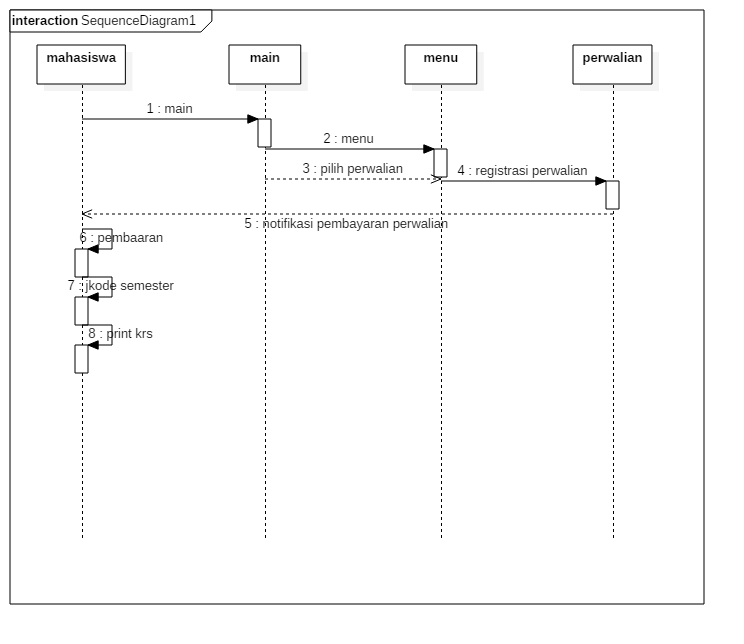 interaction SequenceDiagram1
mahasiswa
main
menu
perwalian
1 : main
2 : menu
3 : pilih perwalian
4 : registrasi perwalian
5 : notifikasi pembayaran perwalian
6 : pembaaran
7 : jkode semester
8 : print krs